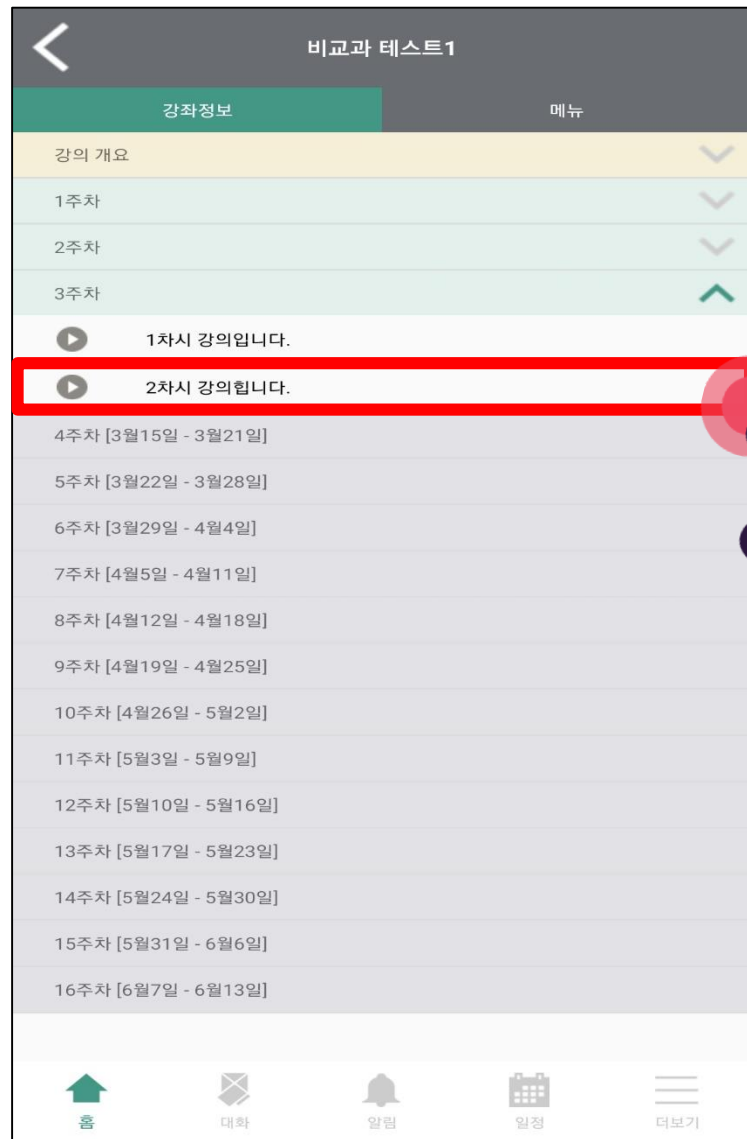 비교과 테스트1
강좌정보 메뉴
강의 개요
1주차
2주차
3주차
1차시 강의입니다.
2차시 강의힙니다.
4주차 [3월15일 - 3월21일]
5주차 [3월22일 - 3월28일]
6주차 [3월29일 - 4월4일]
7주차 [4월5일 - 4월11일]
8주차 [4월12일 - 4월18일]
9주차 [4월19일 - 4월25일]
10주차 [4월26일 - 5월2일]
11주차 [5월3일 - 5월9일]
12주차 [5월10일 - 5월16일]
13주차 [5월17일 - 5월23일]
14주차 [5월24일 - 5월30일]
15주차 [5월31일 - 6월6일]
16주차 [6월7일 - 6월13일]
홈 대화 알림 일정 더보기